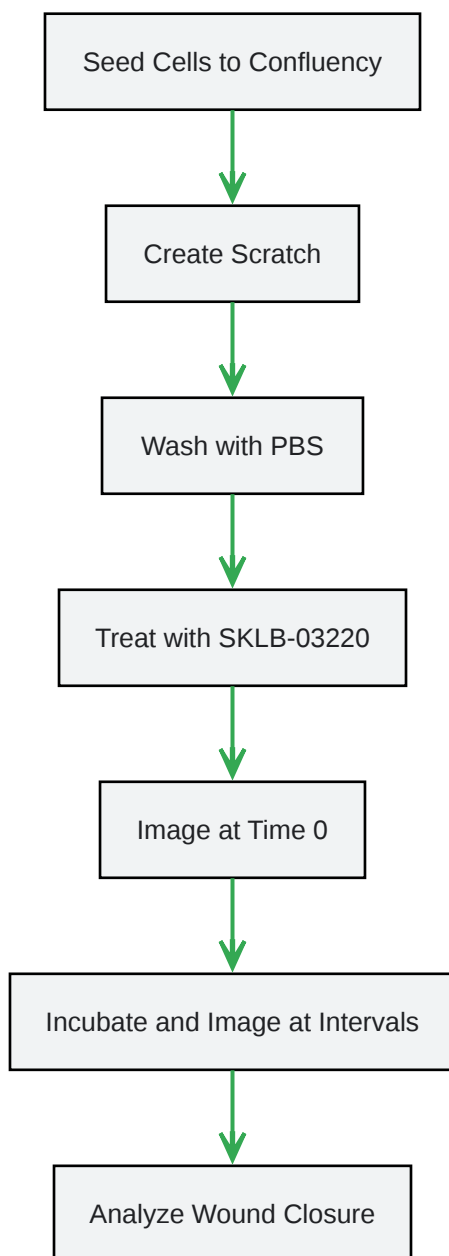 Seed Cells to Confluency
Create Scratch
Wash with PBS
Treat with SKLB-03220
Image at Time 0
Incubate and Image at Intervals
Analyze Wound Closure